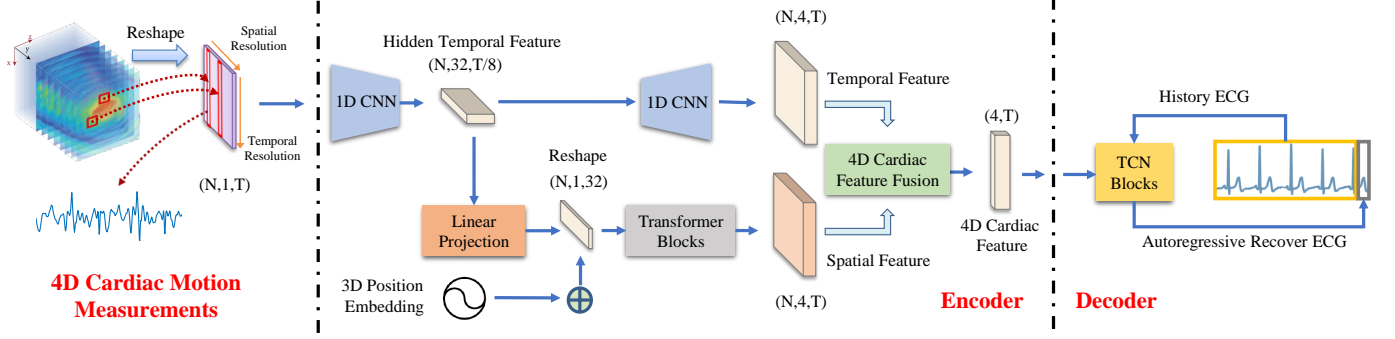 x
y
z
Reshape
Spatial
Resolution
Temporal
Resolution
(N,1,T)
4D Cardiac Motion
Measurements
1D CNN
Hidden Temporal Feature
(N,32,T/8)
1D CNN
(N,4,T)
Temporal Feature
Reshape
(N,1,32)
Linear
Projection
Transformer
Blocks
3D Position
Embedding
4D Cardiac
Feature Fusion
Spatial Feature
(N,4,T)
(4,T)
4D Cardiac
Feature
Encoder
Decoder
History ECG
TCN
Blocks
Autoregressive Recover ECG